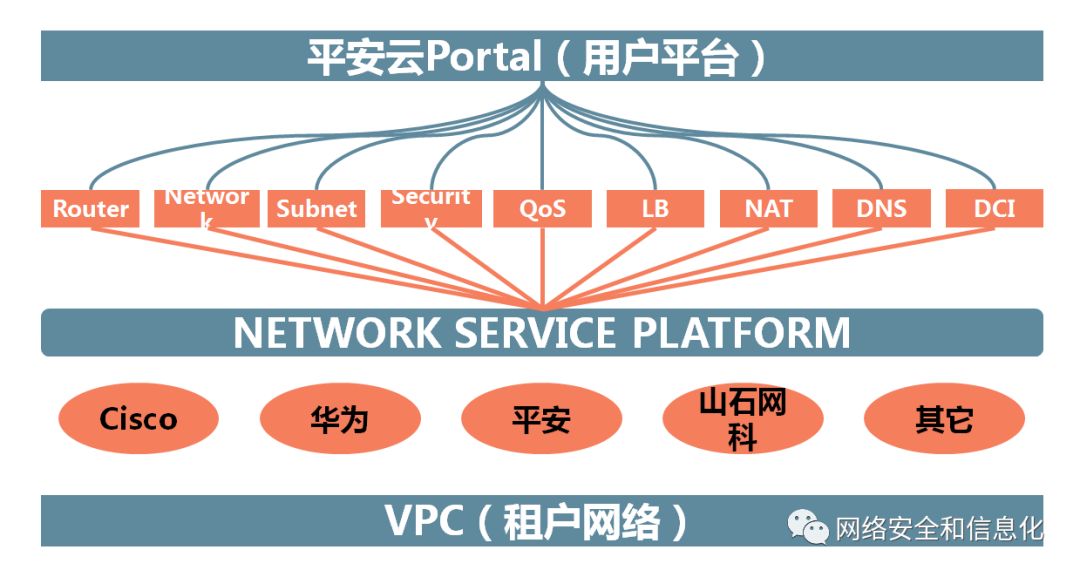 平安云Portal（用户平台）
Router
Networ
k
Subnet
Securit
y
QoS
LB
NAT
DNS
DCI
NETWORK SERVICE PLATFORM
Cisco
华为
平安
山石网
科
其它
VPC（租户网络）
网络安全和信息化